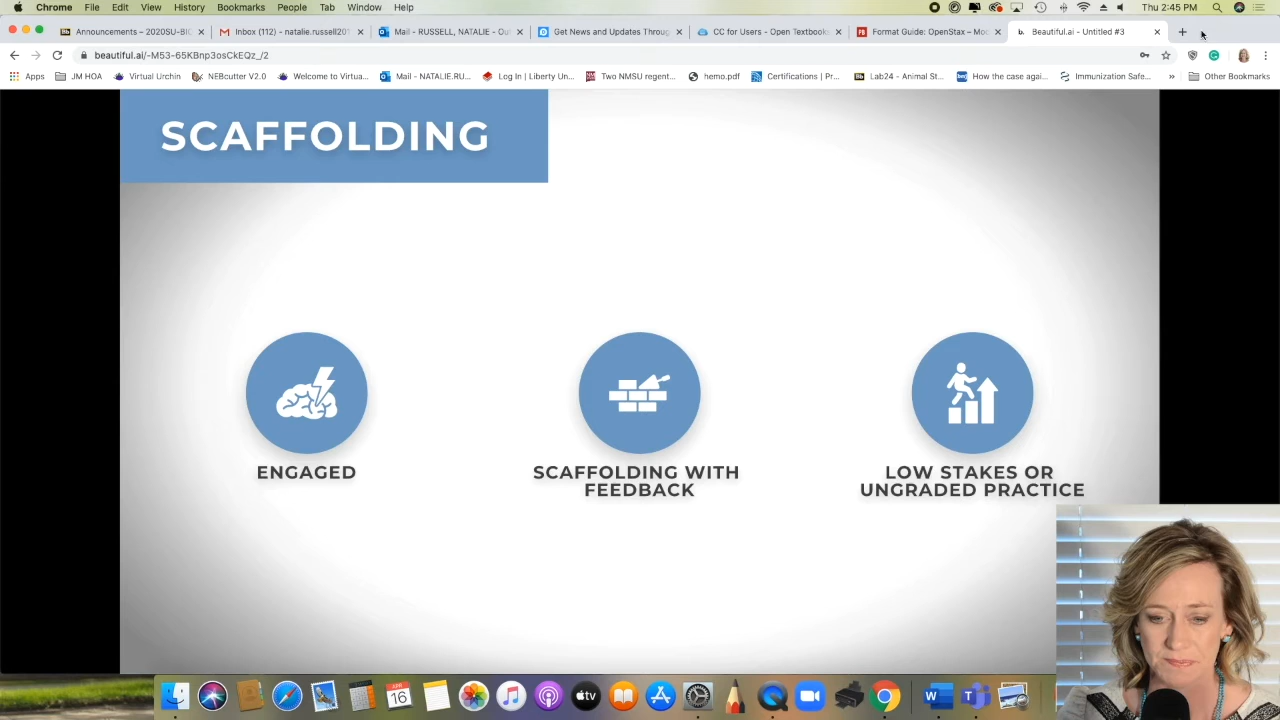 Chrome File Edit View History Bookmarks People Tab Window Help
Thu 2:45 PM
Announcements – 2020SU-BIO
Inbox (112) - natalie.russell20
Mail - RUSSELL, NATALIE - Ou
Get News and Updates Throug
CC for Users - Open Textbook
Format Guide: OpenStax – Moc
Beautiful.ai - Untitled #3
beautiful.ai/-M53-65KBnp3osCkEQz_/2
Apps JM HOA Virtual Urchin NEBcutter V2.0 Welcome to Virtua... Mail - NATALIE.RU... Log In | Liberty Un... Two NMSU regent... hemo.pdf Certifications | Pr... Lab24 - Animal St... How the case agai... Immunization Safe... » Other Bookmarks
SCAFFOLDING
ENGAGED
SCAFFOLDING WITH
FEEDBACK
LOW STAKES OR
UNGRADED PRACTICE
APR
16
tv